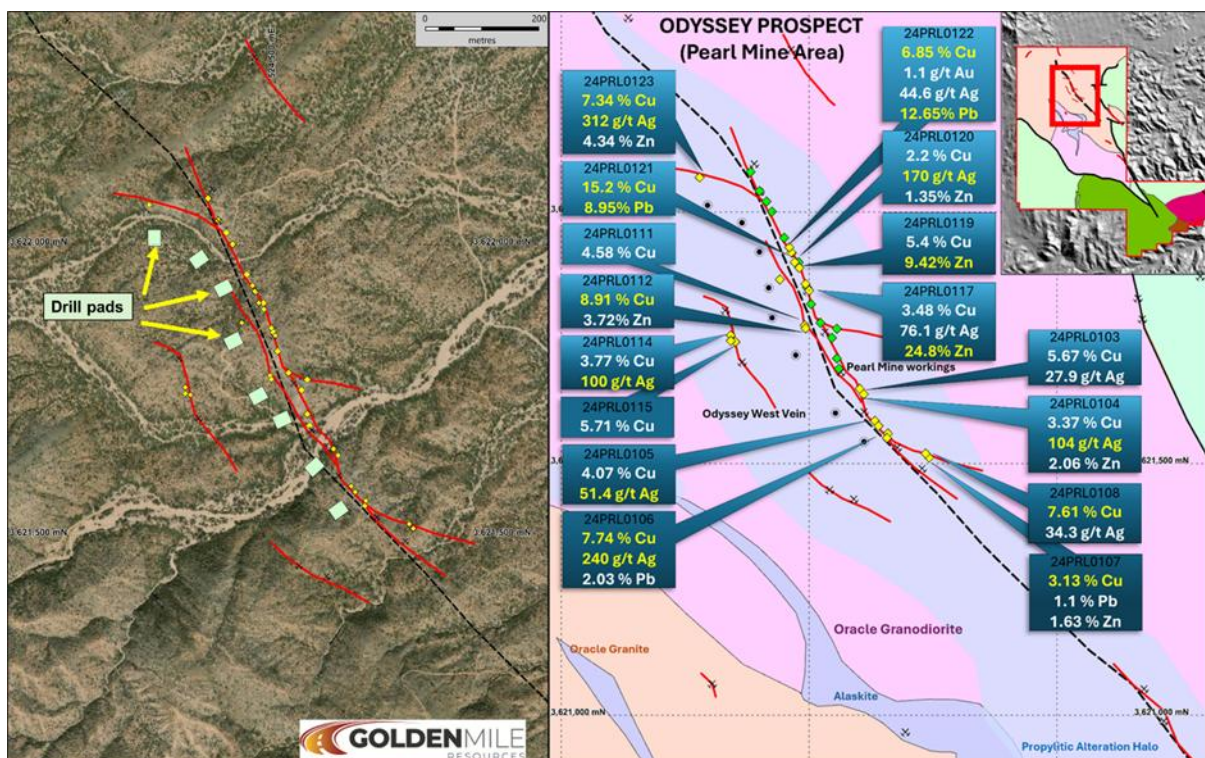 0
200
metres
3,622,000 mN
Drill pads
3,621,500 mN
GOLDENMILE
RESOURCES
ODYSSEY PROSPECT
(Pearl Mine Area)
24PRL0123
7.34 % Cu
312 g/t Ag
4.34 % Zn
24PRL0121
15.2 % Cu
8.95% Pb
24PRL0111
4.58 % Cu
24PRL0112
8.91 % Cu
3.72% Zn
24PRL0114
3.77 % Cu
100 g/t Ag
24PRL0115
5.71 % Cu
24PRL0105
4.07 % Cu
51.4 g/t Ag
24PRL0106
7.74 % Cu
240 g/t Ag
2.03 % Pb
24PRL0122
6.85 % Cu
1.1 g/t Au
44.6 g/t Ag
12.65% Pb
24PRL0120
2.2 % Cu
170 g/t Ag
1.35% Zn
24PRL0119
5.4 % Cu
9.42% Zn
24PRL0117
3.48 % Cu
76.1 g/t Ag
24.8% Zn
24PRL0103
5.67 % Cu
27.9 g/t Ag
24PRL0104
3.37 % Cu
104 g/t Ag
2.06 % Zn
24PRL0108
7.61 % Cu
34.3 g/t Ag
24PRL0107
3.13 % Cu
1.1 % Pb
1.63 % Zn
Pearl Mine workings
Odyssey West Vein
3,621,500 mN
Oracle Granodiorite
Oracle Granite
Alaskite
3,621,000 mN
3,621,000 mN
Propylitic Alteration Halo